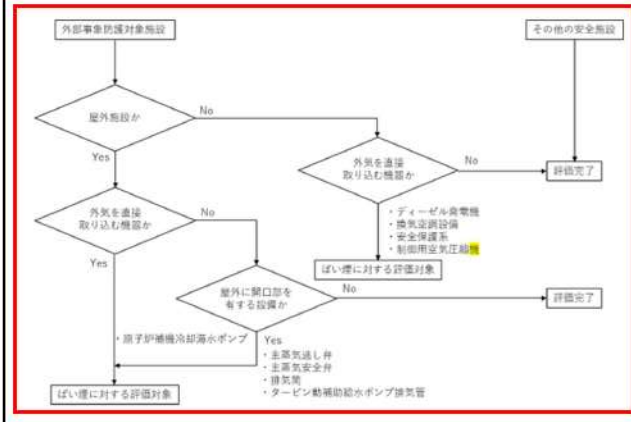 外部事象防護対象施設
その他の安全施設
屋外施設か
No
Yes
外気を直接
取り込む機器か
No
評価完了
外気を直接
取り込む機器か
No
Yes
・ディーゼル発電機
・換気空調設備
・安全保護系
・制御用空気圧縮機
ばい煙に対する評価対象
屋外に開口部を
有する設備か
No
評価完了
・原子炉補機冷却海水ポンプ
Yes
・主蒸気逃し弁
・主蒸気安全弁
・排気筒
・タービン動補助給水ポンプ排気管
ばい煙に対する評価対象